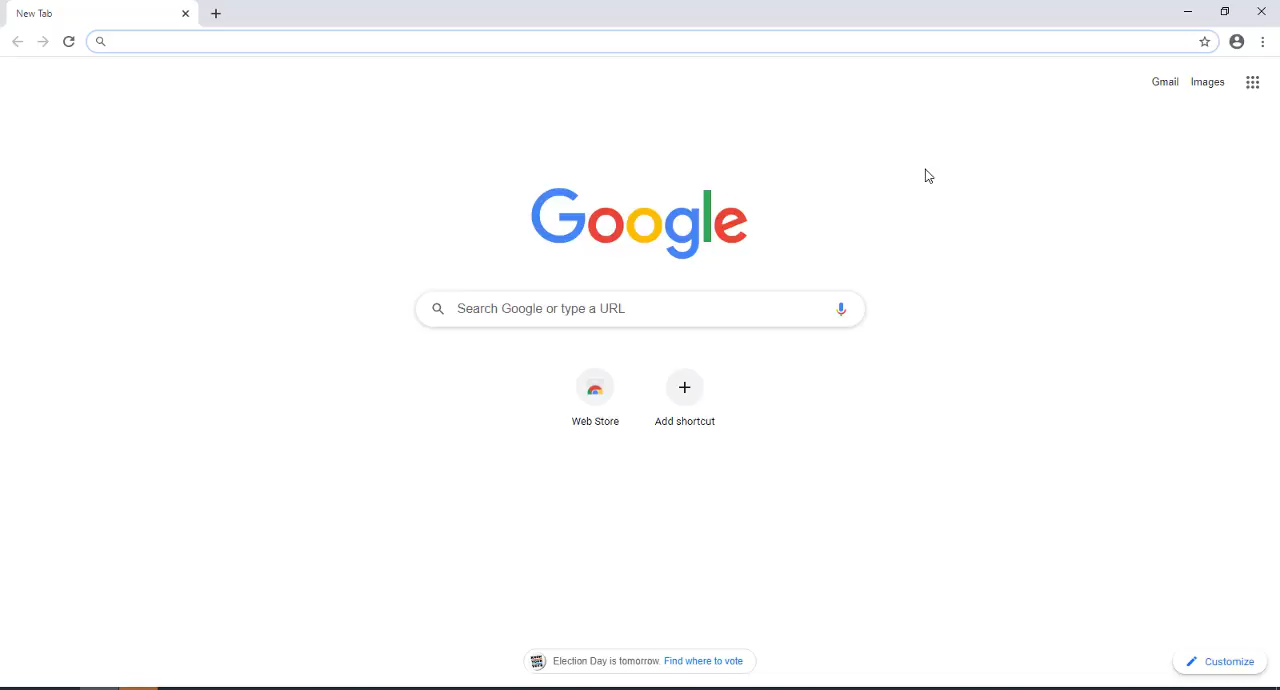 New Tab
Gmail Images
Google
Search Google or type a URL
Web Store Add shortcut
Election Day is tomorrow. Find where to vote
Customize